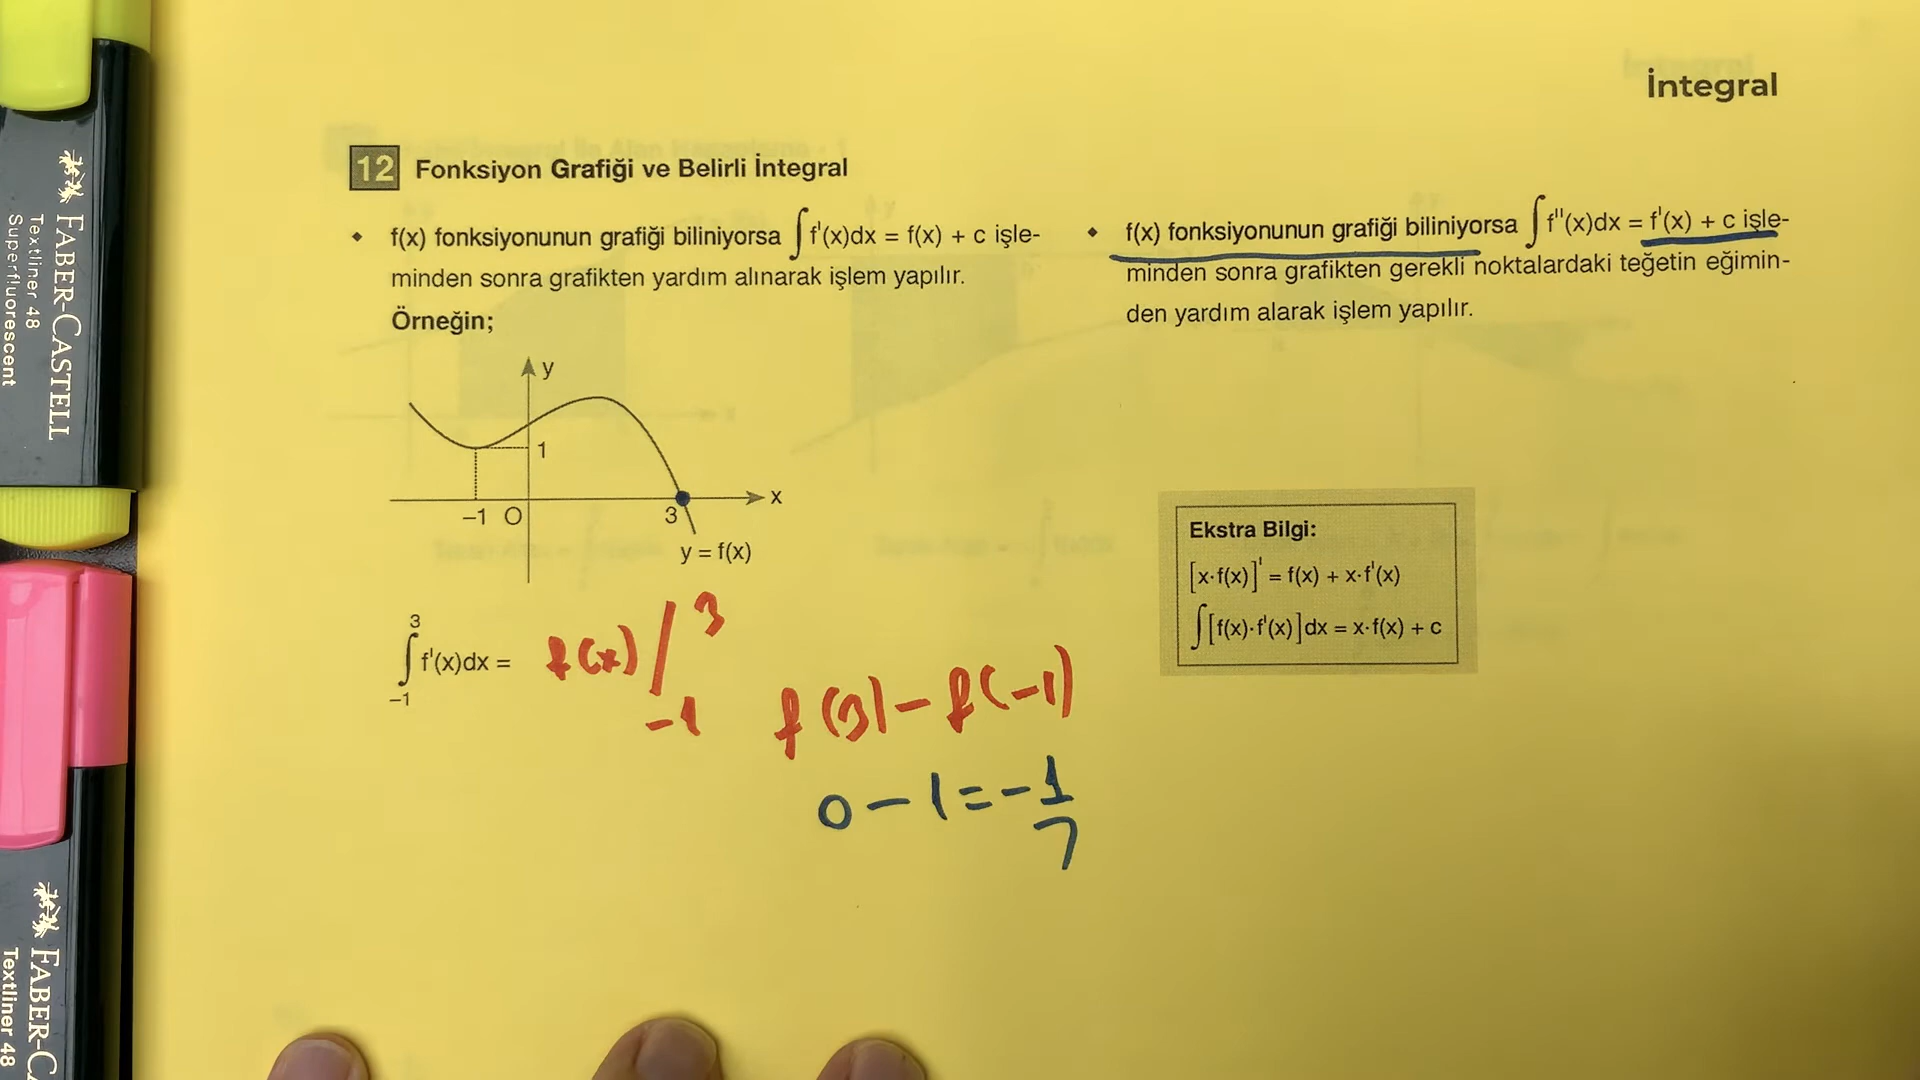 İntegral
12 Fonksiyon Grafiği ve Belirli İntegral
• f(x) fonksiyonunun grafiği biliniyorsa ∫f'(x)dx = f(x) + c işle-
minden sonra grafikten yardım alınarak işlem yapılır.
Örneğin;
y
1
-1 O 3 x
y = f(x)
3
∫ f'(x)dx = f(x) / 3
-1 -1
f(3) - f(-1)
0 - 1 = - 1
• f(x) fonksiyonunun grafiği biliniyorsa ∫f''(x)dx = f'(x) + c işle-
minden sonra grafikten gerekli noktalardaki teğetin eğimin-
den yardım alarak işlem yapılır.
Ekstra Bilgi:
[x·f(x)]' = f(x) + x·f'(x)
∫[f(x)·f'(x)]dx = x·f(x) + c
FABER-CASTELL
Textliner 48
Superfluorescent
FABER-C
Textliner 48